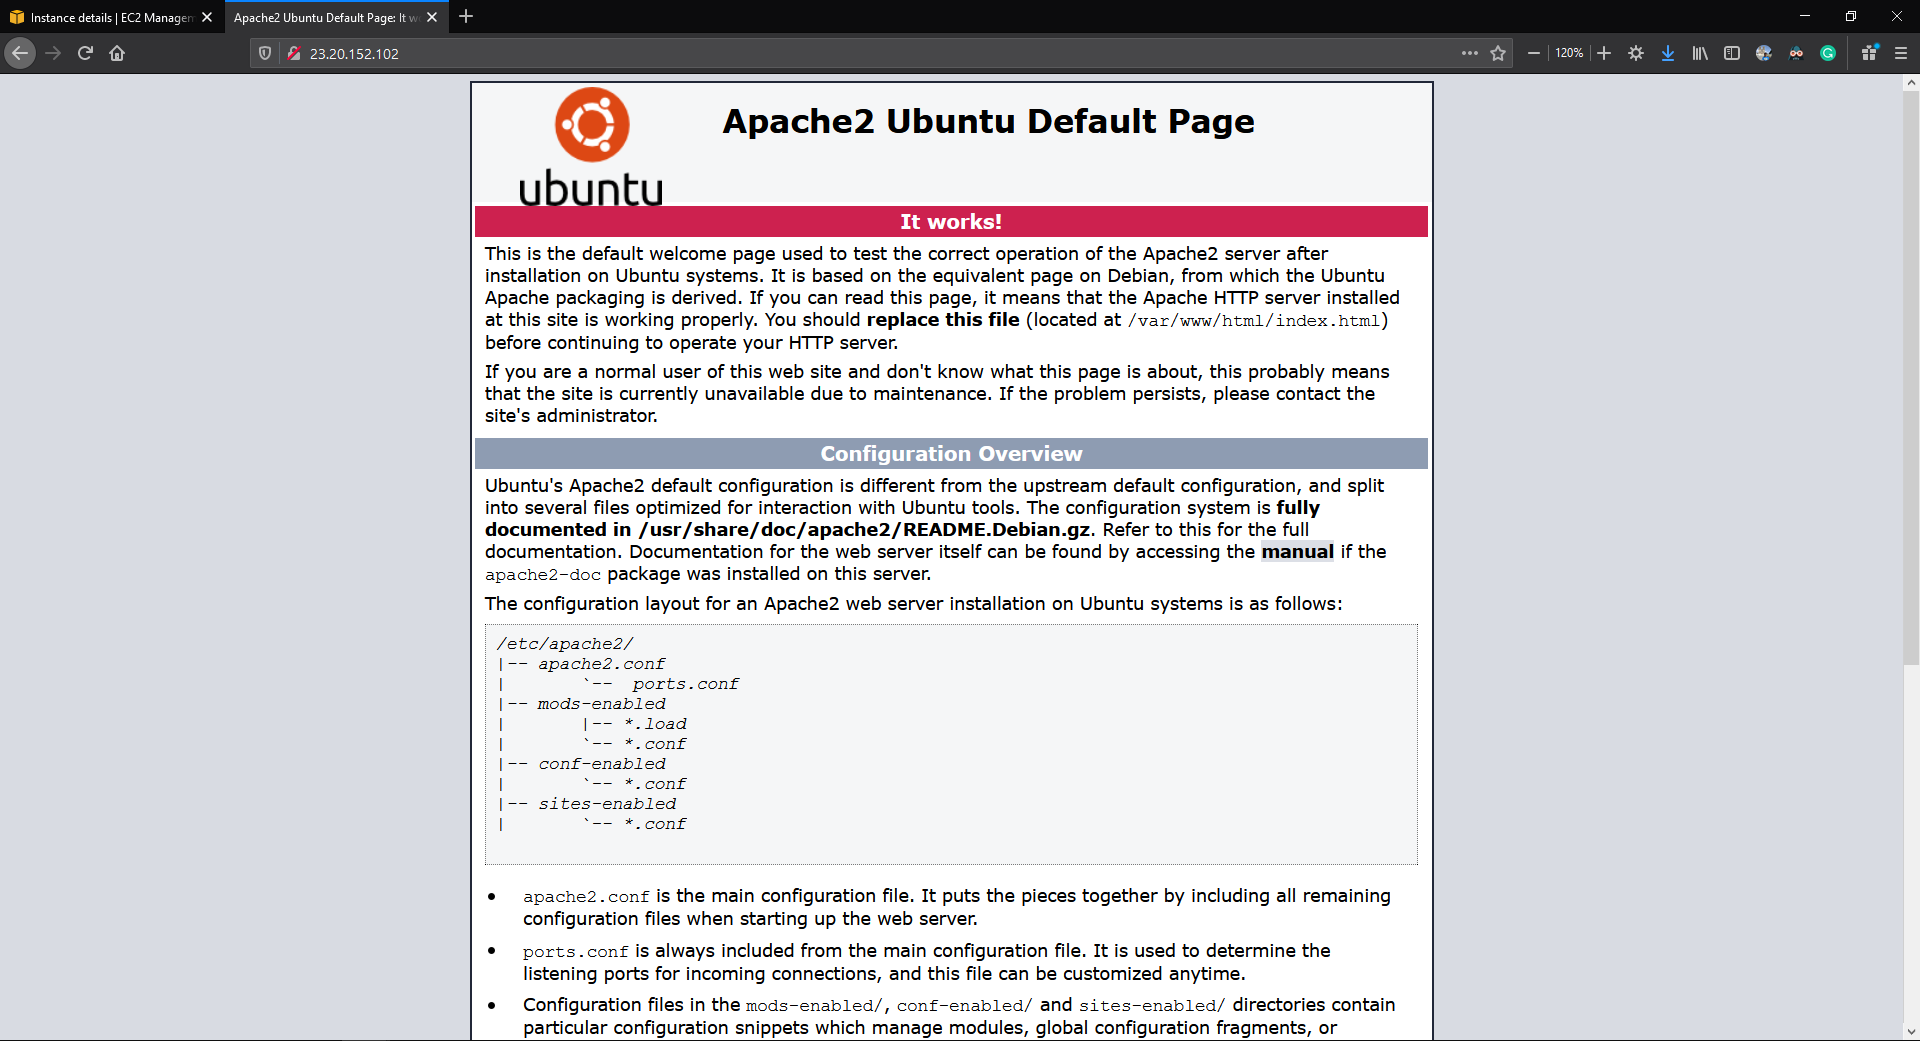 Instance details | EC2 Managem
Apache2 Ubuntu Default Page: It w
23.20.152.102
120%
ubuntu
Apache2 Ubuntu Default Page
It works!
This is the default welcome page used to test the correct operation of the Apache2 server after
installation on Ubuntu systems. It is based on the equivalent page on Debian, from which the Ubuntu
Apache packaging is derived. If you can read this page, it means that the Apache HTTP server installed
at this site is working properly. You should replace this file (located at /var/www/html/index.html)
before continuing to operate your HTTP server.
If you are a normal user of this web site and don't know what this page is about, this probably means
that the site is currently unavailable due to maintenance. If the problem persists, please contact the
site's administrator.
Configuration Overview
Ubuntu's Apache2 default configuration is different from the upstream default configuration, and split
into several files optimized for interaction with Ubuntu tools. The configuration system is fully
documented in /usr/share/doc/apache2/README.Debian.gz. Refer to this for the full
documentation. Documentation for the web server itself can be found by accessing the manual if the
apache2-doc package was installed on this server.
The configuration layout for an Apache2 web server installation on Ubuntu systems is as follows:
/etc/apache2/
|-- apache2.conf
|       `--  ports.conf
|-- mods-enabled
|       |-- *.load
|       `-- *.conf
|-- conf-enabled
|       `-- *.conf
|-- sites-enabled
|       `-- *.conf
• apache2.conf is the main configuration file. It puts the pieces together by including all remaining
configuration files when starting up the web server.
• ports.conf is always included from the main configuration file. It is used to determine the
listening ports for incoming connections, and this file can be customized anytime.
• Configuration files in the mods-enabled/, conf-enabled/ and sites-enabled/ directories contain
particular configuration snippets which manage modules, global configuration fragments, or